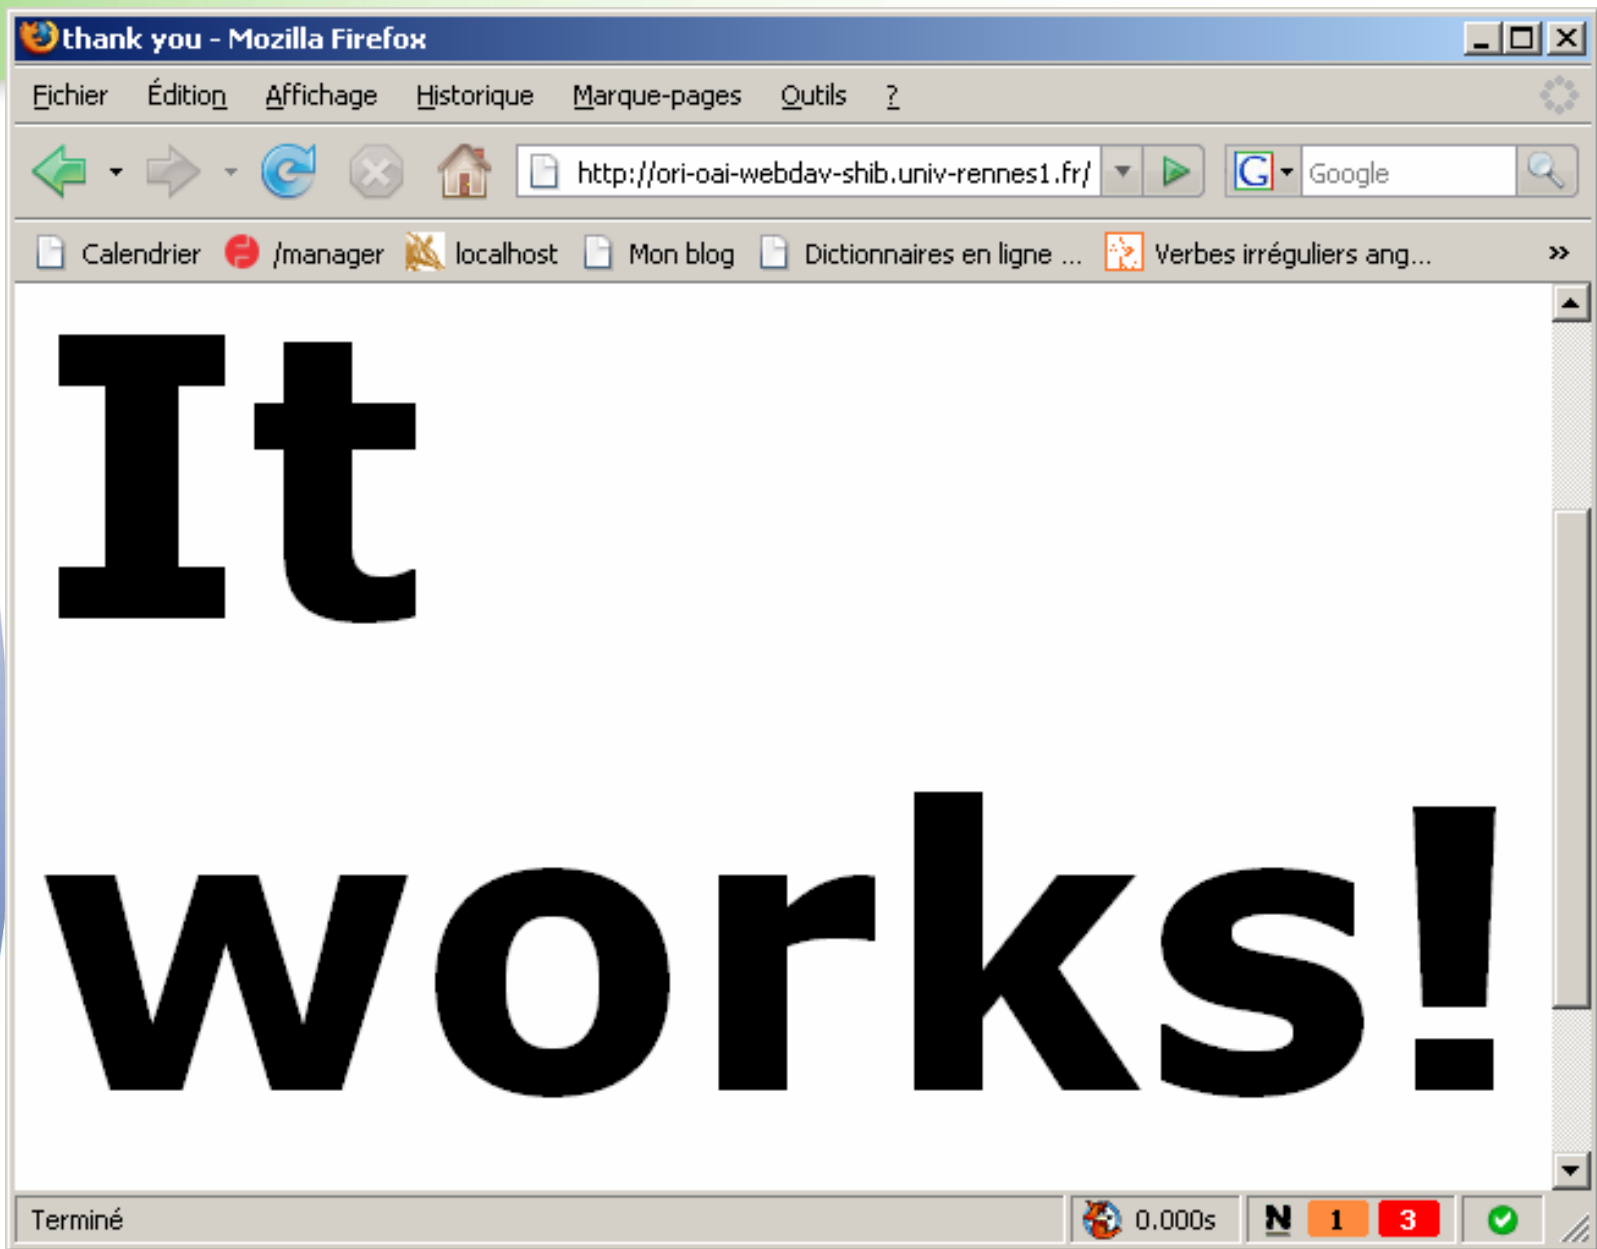 thank you - Mozilla Firefox
Fichier Édition Affichage Historique Marque-pages Outils ?
http://ori-oai-webdav-shib.univ-rennes1.fr/ G Google
Calendrier /manager localhost Mon blog Dictionnaires en ligne ... Verbes irréguliers ang... »
It
works!
Terminé 0.000s N 1 3